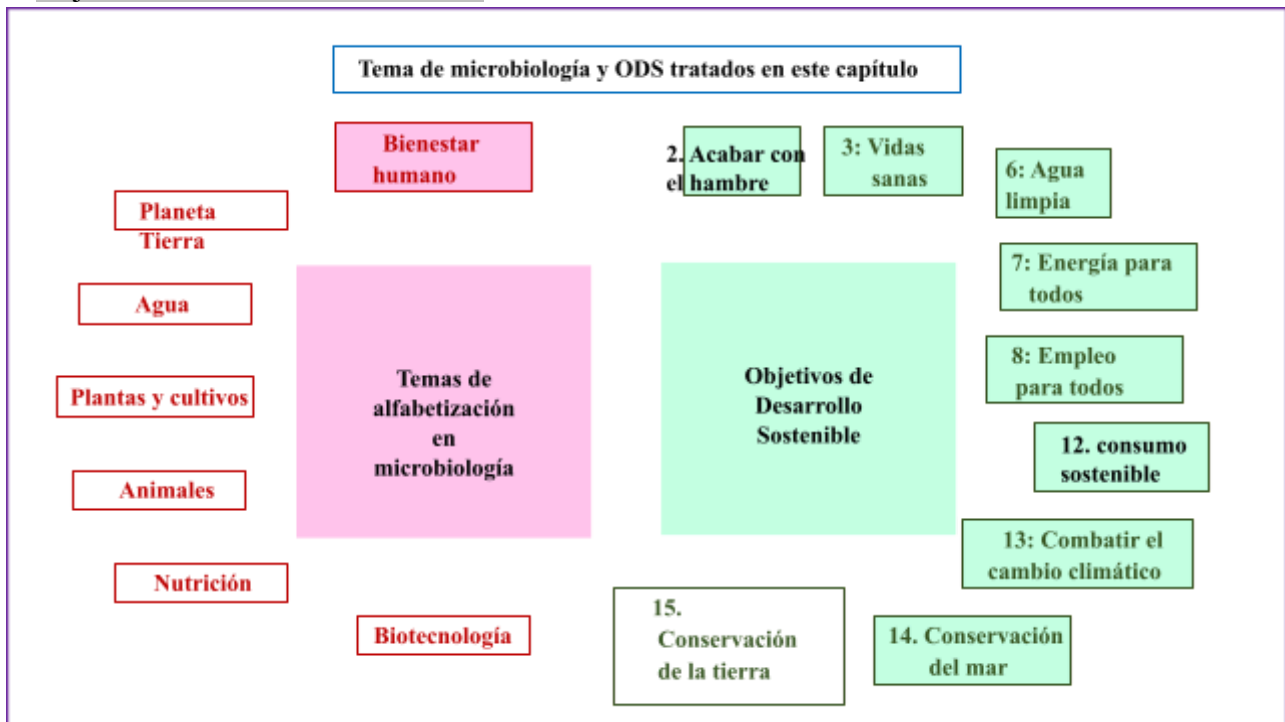 Tema de microbiología y ODS tratados en este capítulo
Bienestar
humano
2. Acabar con
el hambre
3: Vidas
sanas
6: Agua
limpia
Planeta
Tierra
7: Energía para
todos
Agua
8: Empleo
para todos
Plantas y cultivos
Temas de
alfabetización
en
microbiología
Objetivos de
Desarrollo
Sostenible
12. consumo
sostenible
Animales
13: Combatir el
cambio climático
Nutrición
15.
Conservación
de la tierra
Biotecnología
14. Conservación
del mar